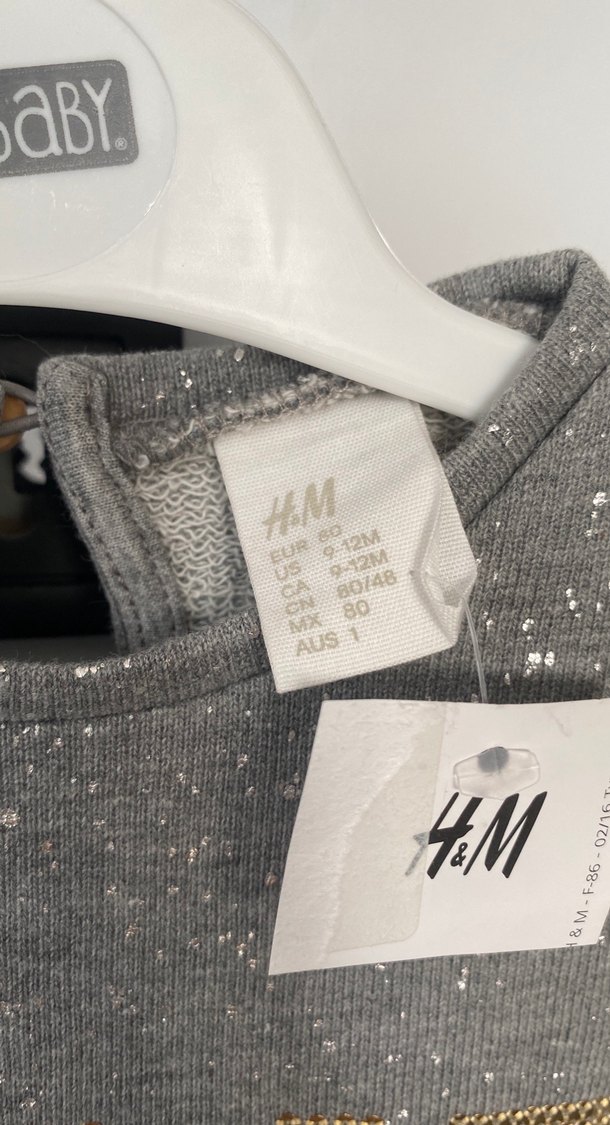 BABY®
H&M
EUR 80
US 9-12M
CA 9-12M
CN 80/48
MX 80
AUS 1
H&M
H & M - F-86 - 02/16